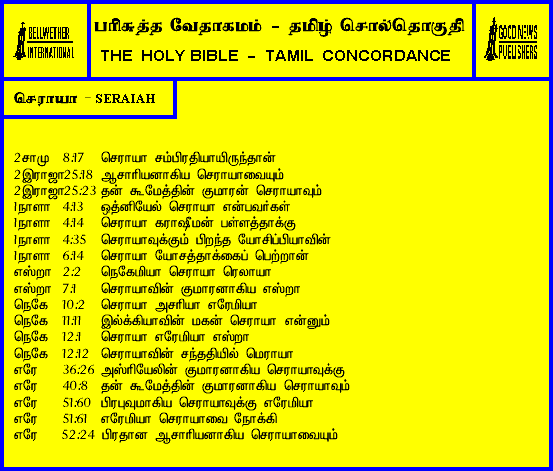 BELLWETHER
INTERNATIONAL
பரிசுத்த வேதாகமம் - தமிழ் சொல்தொகுதி
THE HOLY BIBLE - TAMIL CONCORDANCE
GOOD NEWS
PUBLISHERS
செராயா - SERAIAH
2சாமு 8:17 செராயா சம்பிரதியாயிருந்தான்
2இராஜா25:18 ஆசாரியனாகிய செராயாவையும்
2இராஜா25:23 தன் கூமேத்தின் குமாரன் செராயாவும்
1நாளா 4:13 ஒத்னியேல் செராயா என்பவர்கள்
1நாளா 4:14 செராயா கராஷீமன் பள்ளத்தாக்கு
1நாளா 4:35 செராயாவுக்கும் பிறந்த யோசிப்பியாவின்
1நாளா 6:14 செராயா யோசத்தாக்கைப் பெற்றான்
எஸ்றா 2:2 நெகேமியா செராயா ரெலாயா
எஸ்றா 7:1 செராயாவின் குமாரனாகிய எஸ்றா
நெகே 10:2 செராயா அசரியா எரேமியா
நெகே 11:11 இல்க்கியாவின் மகன் செராயா என்னும்
நெகே 12:1 செராயா எரேமியா எஸ்றா
நெகே 12:12 செராயாவின் சந்ததியில் மெராயா
எரே 36:26 அஸ்ரியேலின் குமாரனாகிய செராயாவுக்கு
எரே 40:8 தன் கூமேத்தின் குமாரனாகிய செராயாவும்
எரே 51:60 பிரபுவுமாகிய செராயாவுக்கு எரேமியா
எரே 51:61 எரேமியா செராயாவை நோக்கி
எரே 52:24 பிரதான ஆசாரியனாகிய செராயாவையும்